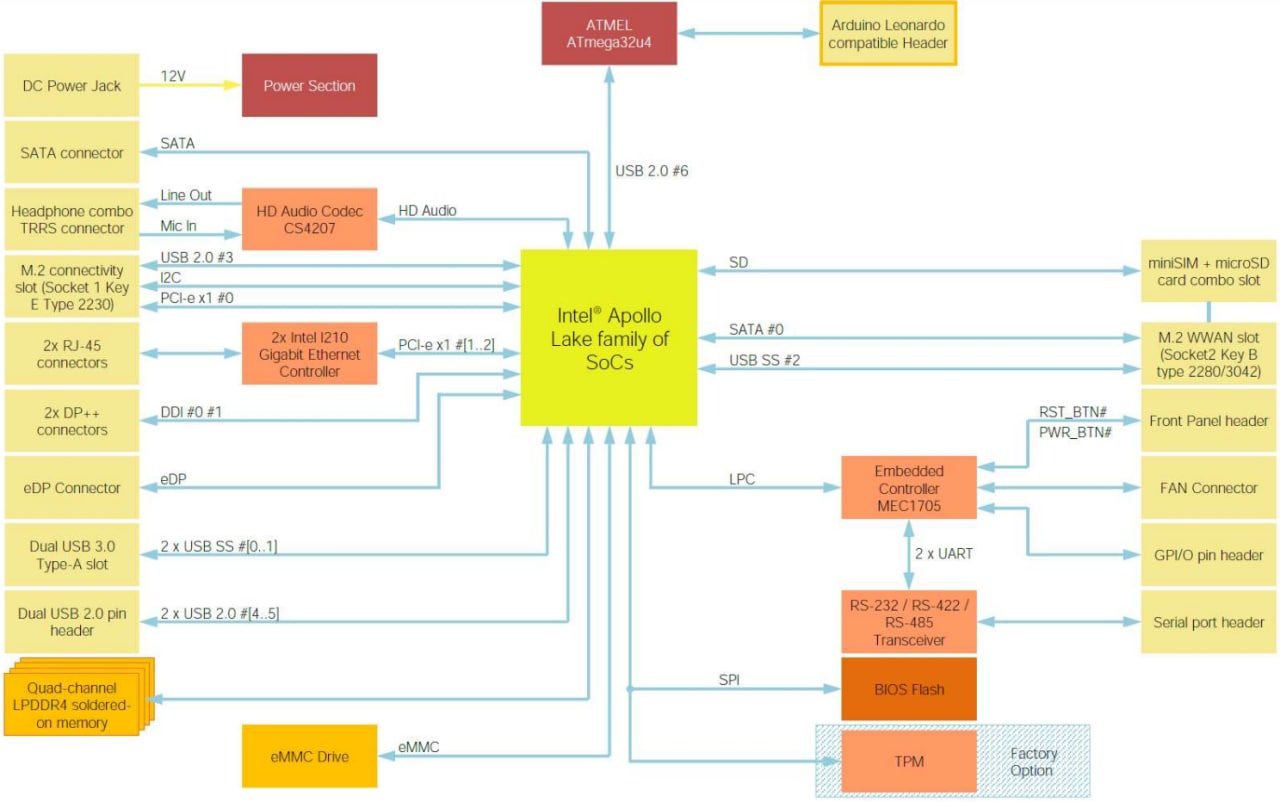 ATMEL
ATmega32u4
Arduino Leonardo
compatible Header
DC Power Jack
12V
Power Section
SATA connector
SATA
USB 2.0 #6
Headphone combo
TRRS connector
Line Out
Mic In
HD Audio Codec
CS4207
HD Audio
M.2 connectivity
slot (Socket 1 Key
E Type 2230)
USB 2.0 #3
I2C
PCI-e x1 #0
Intel® Apollo
Lake family of
SoCs
SD
miniSIM + microSD
card combo slot
2x RJ-45
connectors
2x Intel I210
Gigabit Ethernet
Controller
PCI-e x1 #[1..2]
SATA #0
USB SS #2
M.2 WWAN slot
(Socket2 Key B
type 2280/3042)
2x DP++
connectors
DDI #0 #1
RST_BTN#
PWR_BTN#
Front Panel header
eDP Connector
eDP
LPC
Embedded
Controller
MEC1705
FAN Connector
Dual USB 3.0
Type-A slot
2 x USB SS #[0..1]
2 x UART
GPI/O pin header
Dual USB 2.0 pin
header
2 x USB 2.0 #[4..5]
RS-232 / RS-422 /
RS-485
Transceiver
Serial port header
Quad-channel
LPDDR4 soldered-
on memory
SPI
BIOS Flash
eMMC Drive
eMMC
TPM
Factory
Option